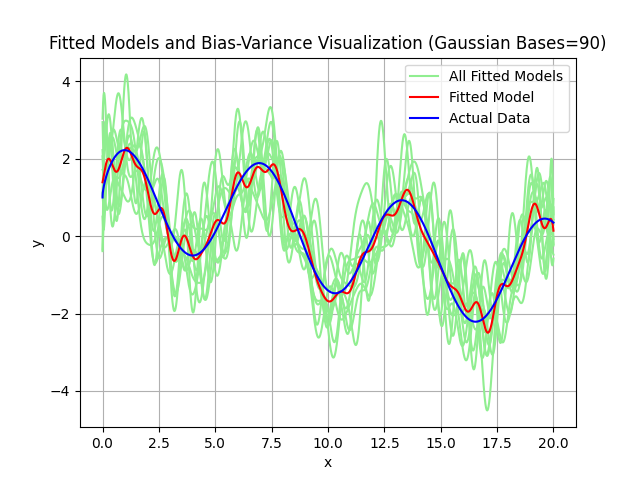 Fitted Models and Bias-Variance Visualization (Gaussian Bases=90)
All Fitted Models
Fitted Model
Actual Data
y
4
2
0
−2
−4
0.0 2.5 5.0 7.5 10.0 12.5 15.0 17.5 20.0
x